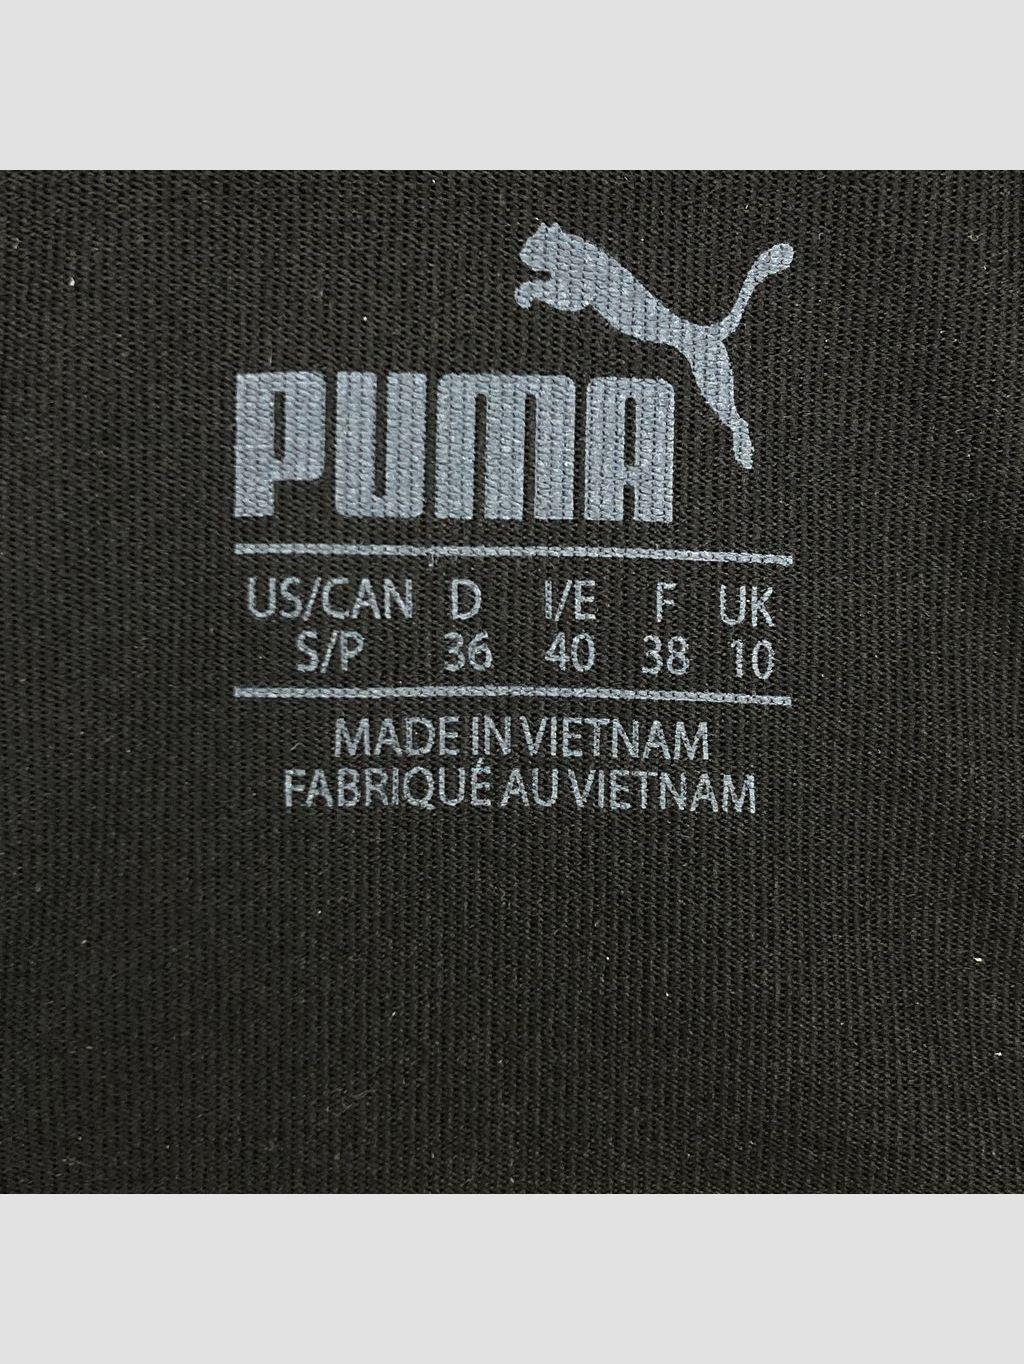 PUMA
US/CAN D I/E F UK
S/P 36 40 38 10
MADE IN VIETNAM
FABRIQUÉ AU VIETNAM